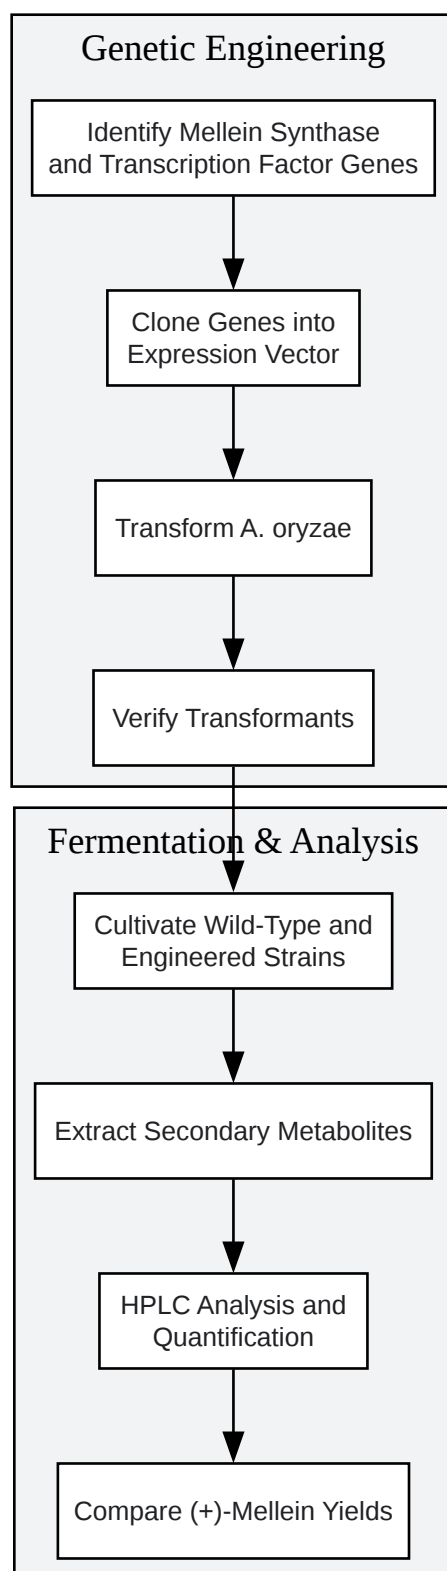 Genetic Engineering
Identify Mellein Synthase
and Transcription Factor Genes
Clone Genes into
Expression Vector
Transform A. oryzae
Verify Transformants
Fermentation & Analysis
Cultivate Wild-Type and
Engineered Strains
Extract Secondary Metabolites
HPLC Analysis and
Quantification
Compare (+)-Mellein Yields